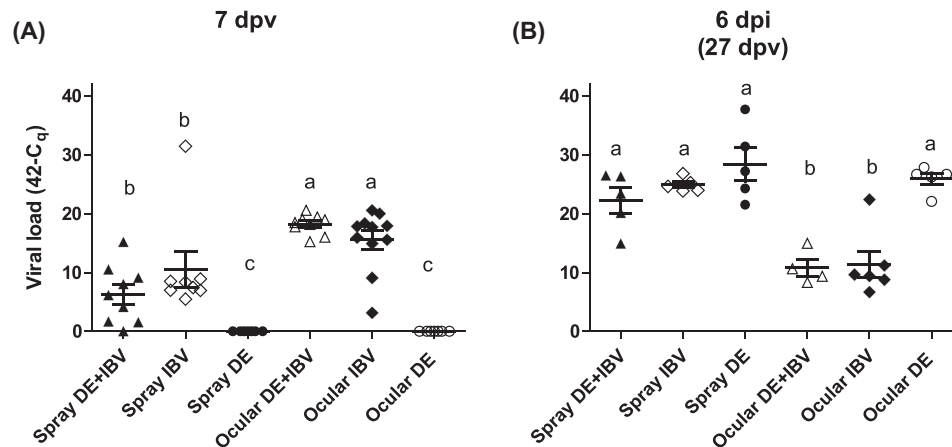 (A)
7 dpv
Viral load (42-Cq)
40
30
20
10
0
b
b
c
a
a
c
Spray DE+IBV
Spray IBV
Spray DE
Ocular DE+IBV
Ocular IBV
Ocular DE
(B)
6 dpi
(27 dpv)
40
30
20
10
0
a
a
a
b
b
a
Spray DE+IBV
Spray IBV
Spray DE
Ocular DE+IBV
Ocular IBV
Ocular DE